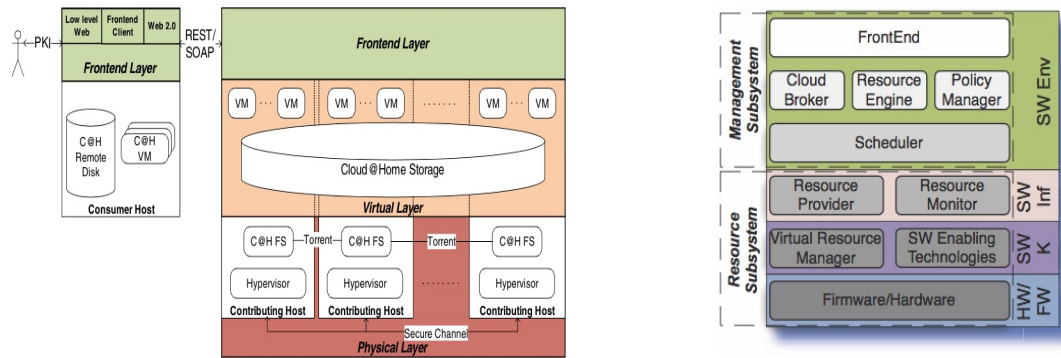 PKI
Low level
Web
Frontend
Client
Web 2.0
Frontend Layer
C@H
Remote
Disk
C@H
VM
Consumer Host
REST/
SOAP
Frontend Layer
VM ... VM VM ... VM ........ VM ... VM
Cloud@Home Storage
Virtual Layer
C@H FS Torrent C@H FS Torrent C@H FS
Hypervisor Hypervisor ........ Hypervisor
Contributing Host Contributing Host Contributing Host
Secure Channel
Physical Layer
Management
Subsystem
FrontEnd
Cloud
Broker
Resource
Engine
Policy
Manager
Scheduler
SW Env
Resource
Subsystem
Resource
Provider
Resource
Monitor
SW
Inf
Virtual Resource
Manager
SW Enabling
Technologies
SW
K
Firmware/Hardware
HW/
FW